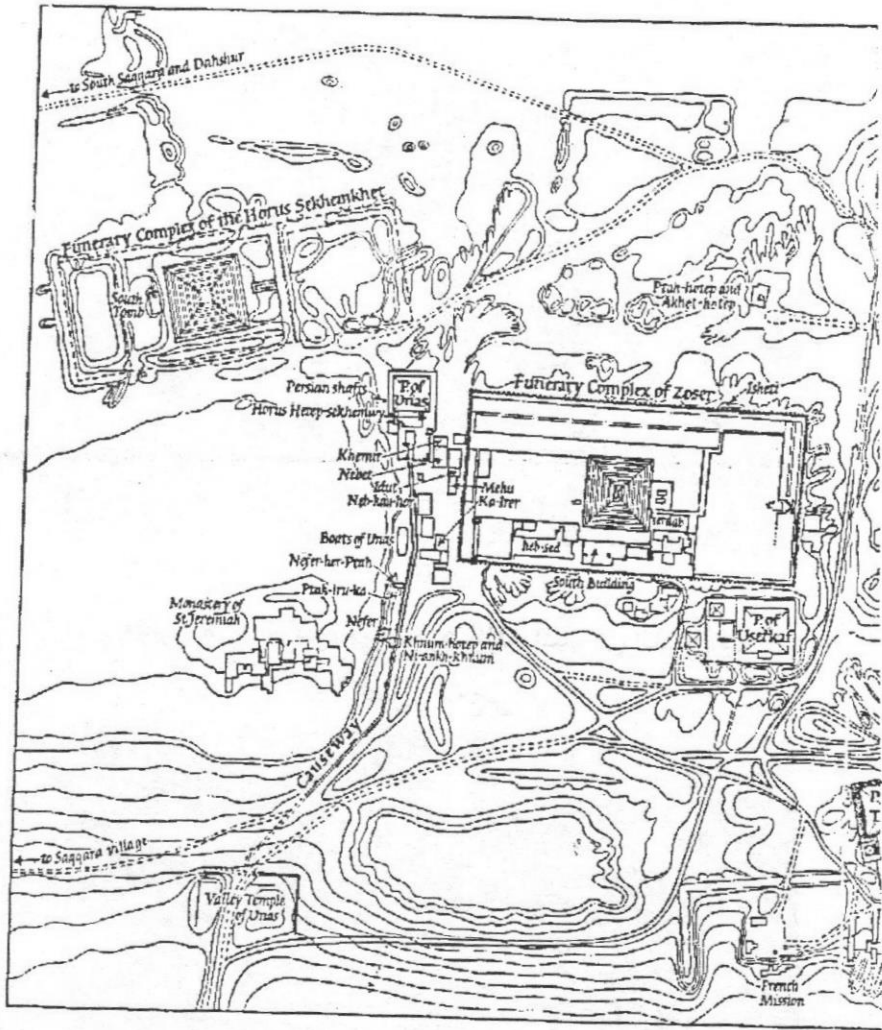 to South Saqqara and Dahshur
Funerary Complex of the Horus Sekhemkhet
South
Tomb
Ptah-hotep and
Akhet-hotep
Persian shafts
P. of
Unas
Horus Hetep-sekhemwy
Funerary Complex of Zoser
Isheti
Khenut
Nebet
Idut
Neb-kau-hor
Mehu
Ka-irer
serdab
heb-sed
Boats of Unas
Nefer-her-Ptah
South Building
Ptah-iru-ka
Monastery of
St. Jeremiah
Nefer
P. of
Userkaf
Khnum-hotep and
Ni-ankh-Khnum
Causeway
P.
T
to Saqqara Village
Valley Temple
of Unas
French
Mission